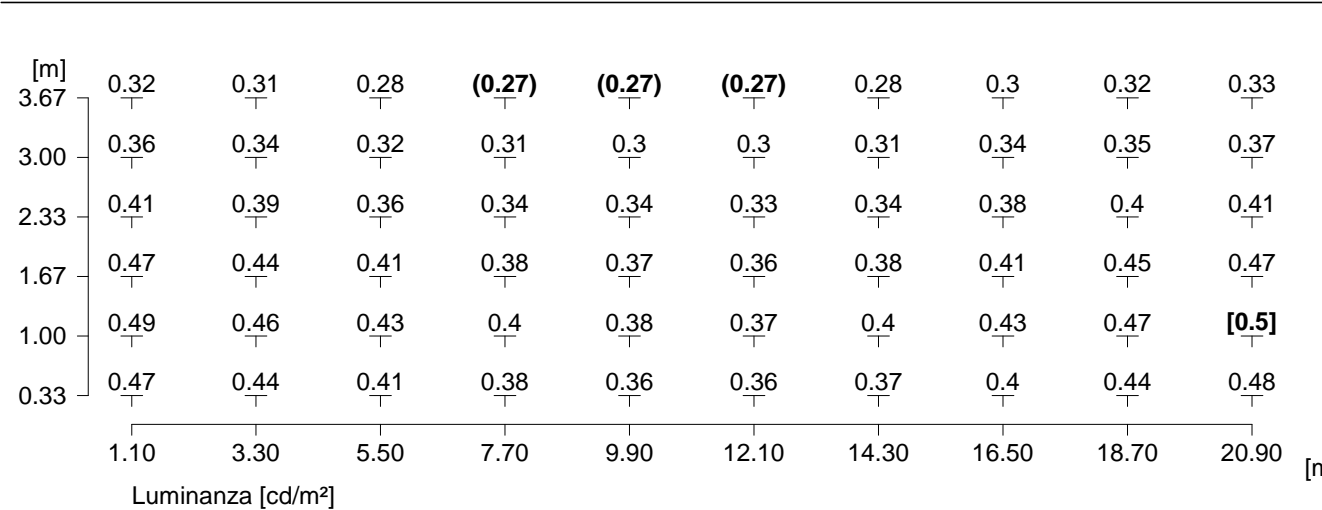 [m]
0.32 0.31 0.28 (0.27) (0.27) (0.27) 0.28 0.3 0.32 0.33
3.67
0.36 0.34 0.32 0.31 0.3 0.3 0.31 0.34 0.35 0.37
3.00
0.41 0.39 0.36 0.34 0.34 0.33 0.34 0.38 0.4 0.41
2.33
0.47 0.44 0.41 0.38 0.37 0.36 0.38 0.41 0.45 0.47
1.67
0.49 0.46 0.43 0.4 0.38 0.37 0.4 0.43 0.47 [0.5]
1.00
0.47 0.44 0.41 0.38 0.36 0.36 0.37 0.4 0.44 0.48
0.33
1.10 3.30 5.50 7.70 9.90 12.10 14.30 16.50 18.70 20.90
Luminanza [cd/m²]